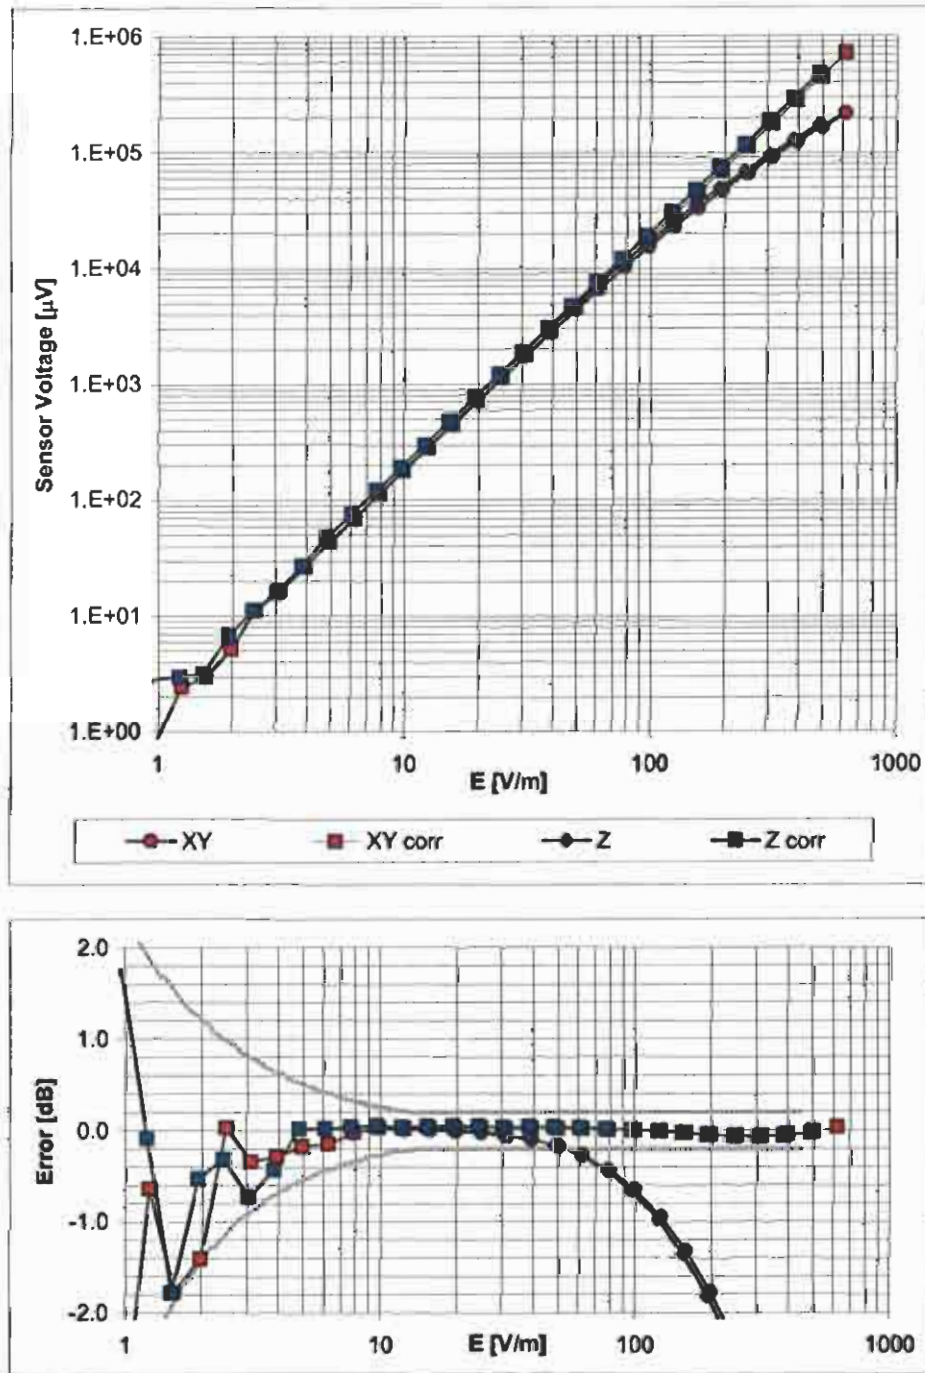 1.E+06
1.E+05
1.E+04
1.E+03
1.E+02
1.E+01
1.E+00
Sensor Voltage [µV]
1 10 100 1000
E [V/m]
XY XY corr Z Z corr
2.0
1.0
0.0
-1.0
-2.0
Error [dB]
1 10 100 1000
E [V/m]